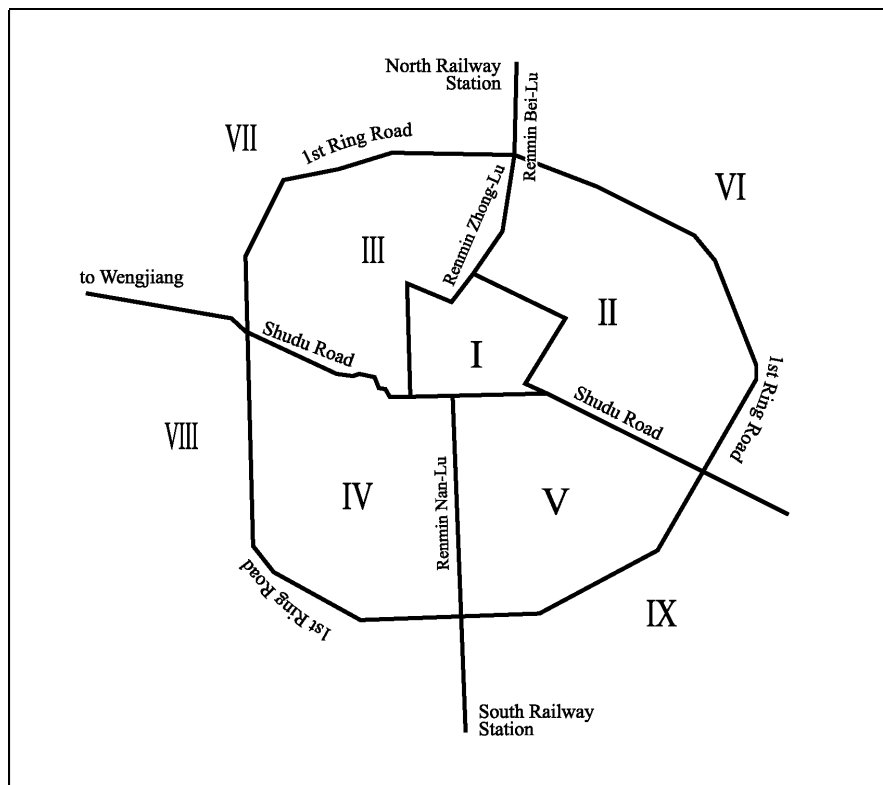 North Railway
Station
Renmin Bei-Lu
VII
1st Ring Road
VI
Renmin Zhong-Lu
III
to Wengjiang
II
Shudu Road
I
1st Ring Road
Shudu Road
VIII
IV
V
Renmin Nan-Lu
1st Ring Road
IX
South Railway
Station